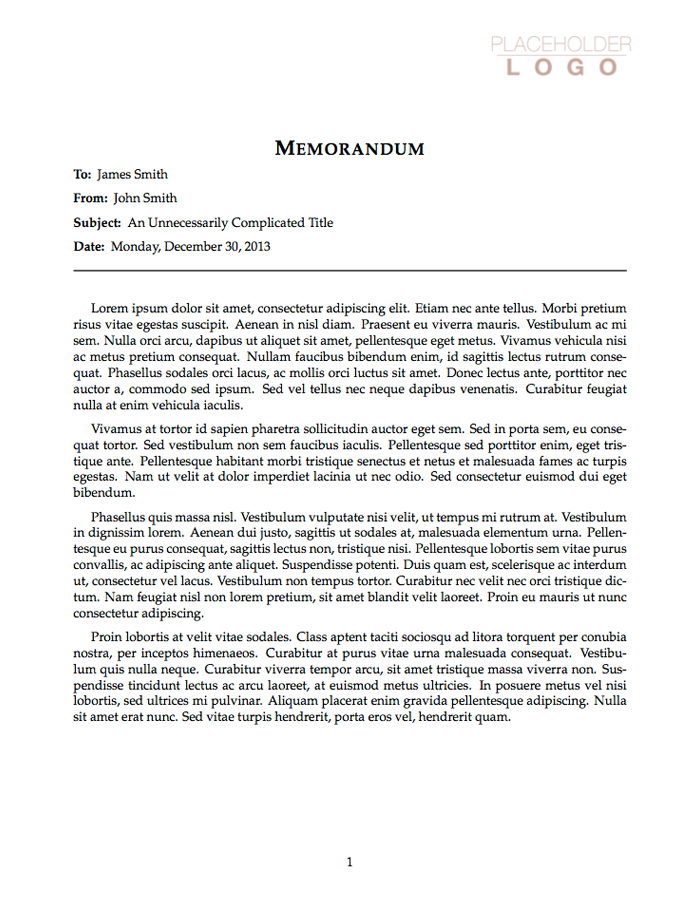 PLACEHOLDER
LOGO
MEMORANDUM
To: James Smith
From: John Smith
Subject: An Unnecessarily Complicated Title
Date: Monday, December 30, 2013
Lorem ipsum dolor sit amet, consectetur adipiscing elit. Etiam nec ante tellus. Morbi pretium
risus vitae egestas suscipit. Aenean in nisl diam. Praesent eu viverra mauris. Vestibulum ac mi
sem. Nulla orci arcu, dapibus ut aliquet sit amet, pellentesque eget metus. Vivamus vehicula nisi
ac metus pretium consequat. Nullam faucibus bibendum enim, id sagittis lectus rutrum conse-
quat. Phasellus sodales orci lacus, ac mollis orci luctus sit amet. Donec lectus ante, porttitor nec
auctor a, commodo sed ipsum. Sed vel tellus nec neque dapibus venenatis. Curabitur feugiat
nulla at enim vehicula iaculis.
Vivamus at tortor id sapien pharetra sollicitudin auctor eget sem. Sed in porta sem, eu conse-
quat tortor. Sed vestibulum non sem faucibus iaculis. Pellentesque sed porttitor enim, eget tris-
tique ante. Pellentesque habitant morbi tristique senectus et netus et malesuada fames ac turpis
egestas. Nam ut velit at dolor imperdiet lacinia ut nec odio. Sed consectetur euismod dui eget
bibendum.
Phasellus quis massa nisl. Vestibulum vulputate nisi velit, ut tempus mi rutrum at. Vestibulum
in dignissim lorem. Aenean dui justo, sagittis ut sodales at, malesuada elementum urna. Pellen-
tesque eu purus consequat, sagittis lectus non, tristique nisi. Pellentesque lobortis sem vitae purus
convallis, ac adipiscing ante aliquet. Suspendisse potenti. Duis quam est, scelerisque ac interdum
ut, consectetur vel lacus. Vestibulum non tempus tortor. Curabitur nec velit nec orci tristique dic-
tum. Nam feugiat nisl non lorem pretium, sit amet blandit velit laoreet. Proin eu mauris ut nunc
consectetur adipiscing.
Proin lobortis at velit vitae sodales. Class aptent taciti sociosqu ad litora torquent per conubia
nostra, per inceptos himenaeos. Curabitur at purus vitae urna malesuada consequat. Vestibu-
lum quis nulla neque. Curabitur viverra tempor arcu, sit amet tristique massa viverra non. Sus-
pendisse tincidunt lectus ac arcu laoreet, at euismod metus ultricies. In posuere metus vel nisi
lobortis, sed ultrices mi pulvinar. Aliquam placerat enim gravida pellentesque adipiscing. Nulla
sit amet erat nunc. Sed vitae turpis hendrerit, porta eros vel, hendrerit quam.
1